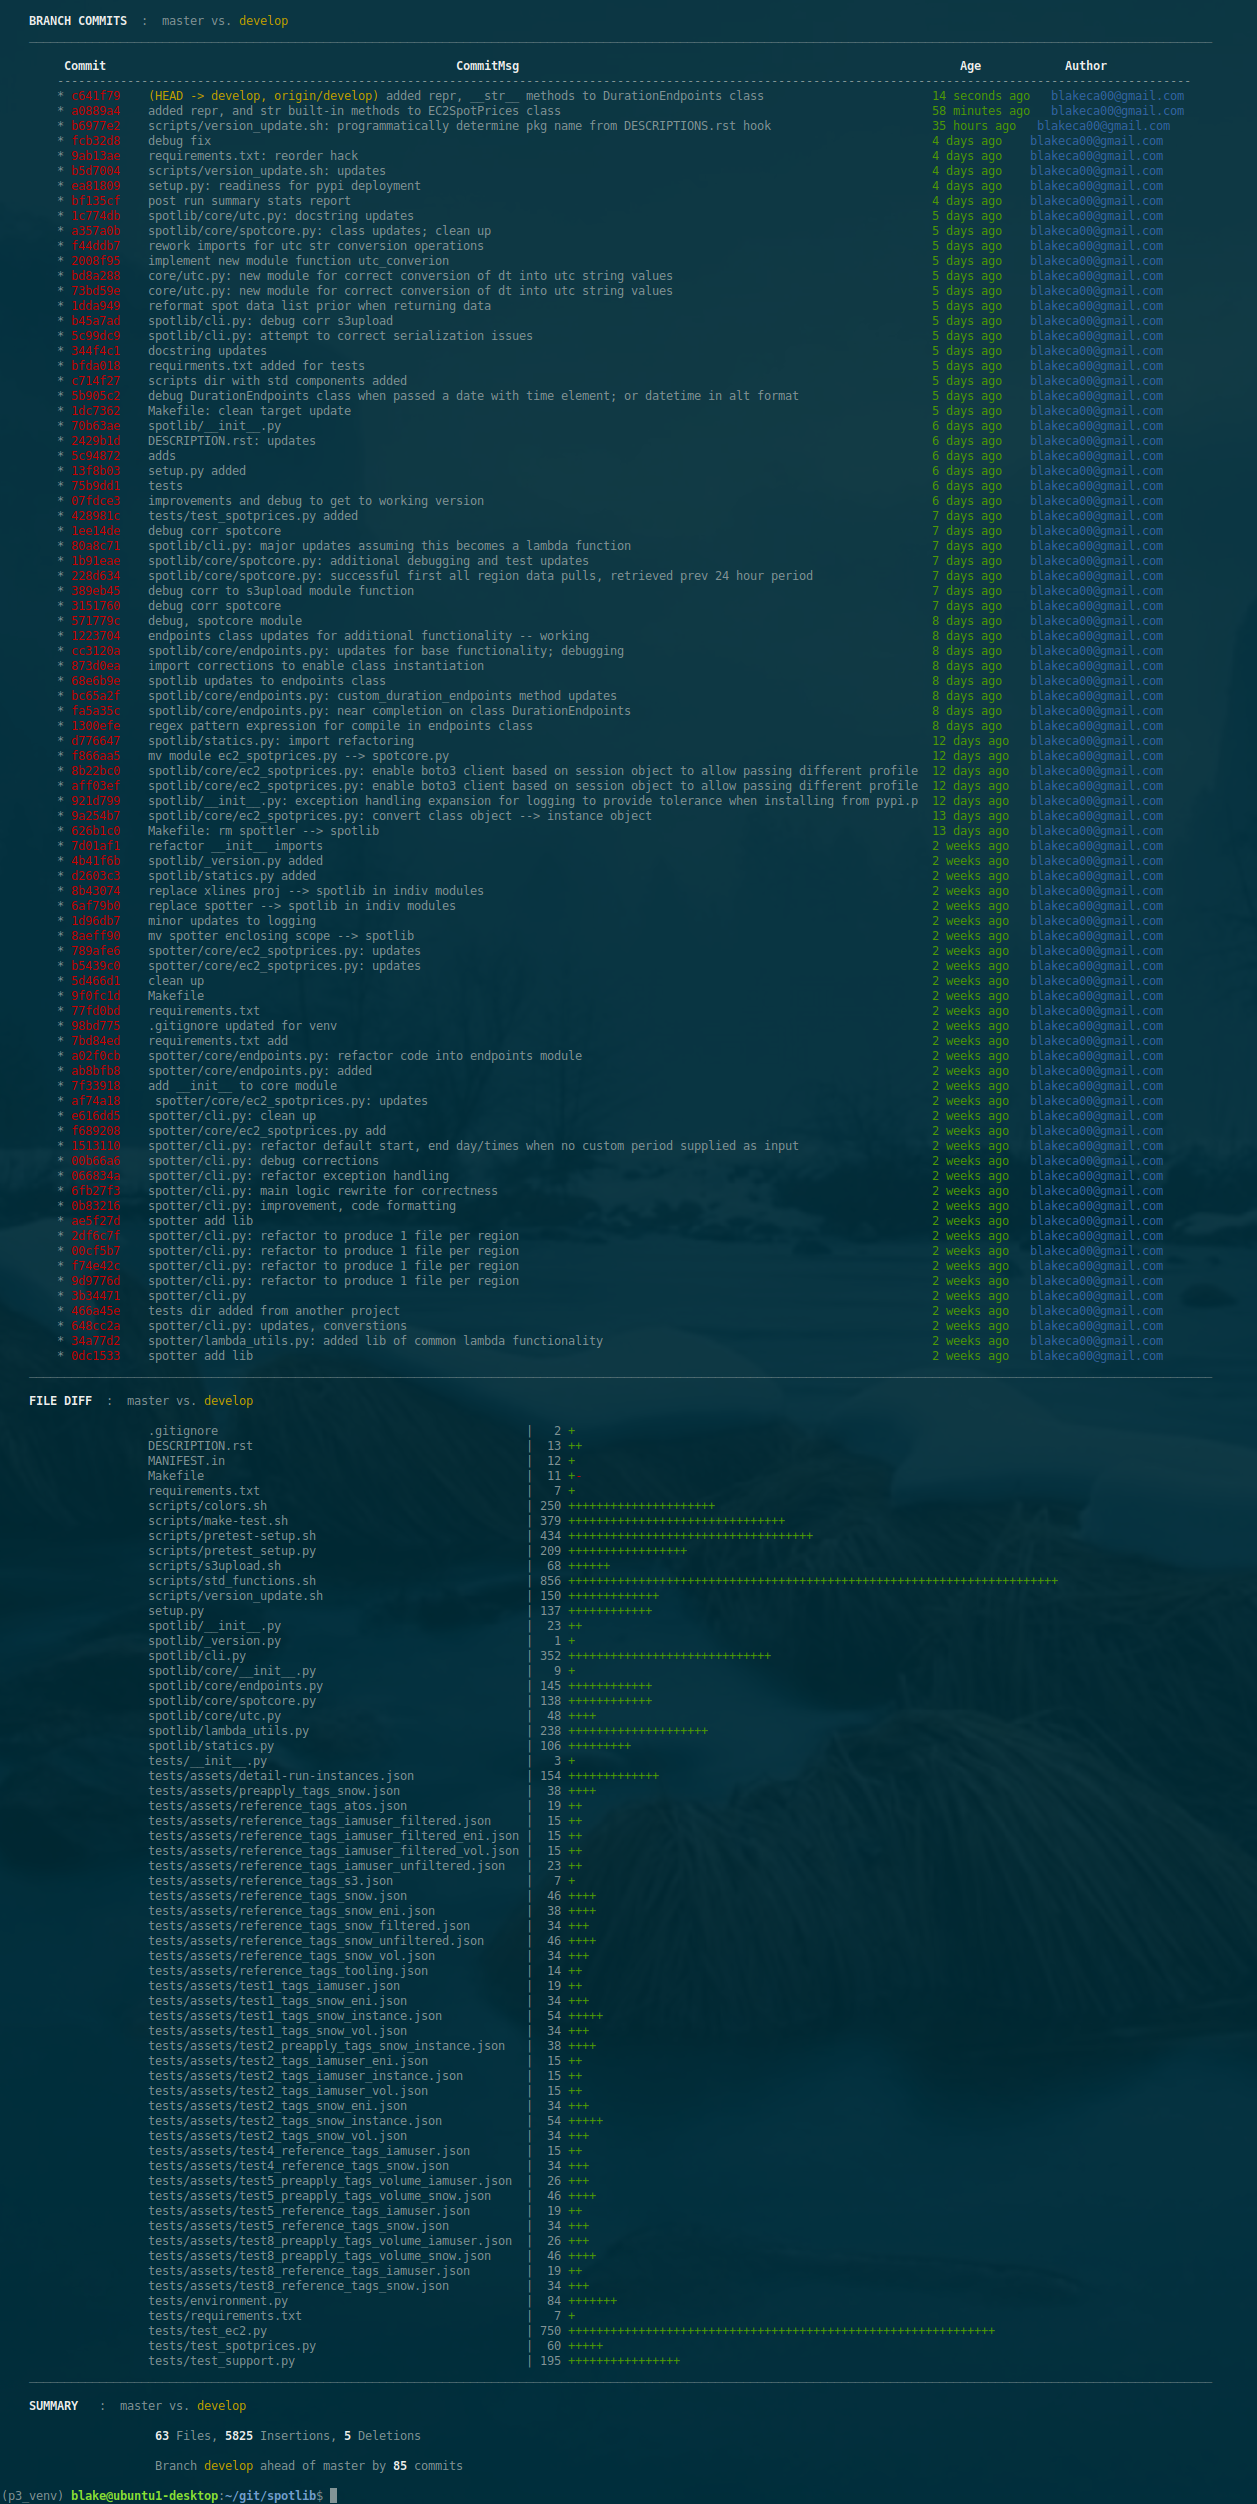 BRANCH COMMITS  :  master vs. develop
Commit CommitMsg Age Author
* c641f79 (HEAD -> develop, origin/develop) added repr, __str__ methods to DurationEndpoints class 14 seconds ago blakeca00@gmail.com
* a0889a4 added repr, and str built-in methods to EC2SpotPrices class 58 minutes ago blakeca00@gmail.com
* b6977e2 scripts/version_update.sh: programmatically determine pkg name from DESCRIPTIONS.rst hook 35 hours ago blakeca00@gmail.com
* fcb32d8 debug fix 4 days ago blakeca00@gmail.com
* 9ab13ae requirements.txt: reorder hack 4 days ago blakeca00@gmail.com
* b5d7004 scripts/version_update.sh: updates 4 days ago blakeca00@gmail.com
* ea81809 setup.py: readiness for pypi deployment 4 days ago blakeca00@gmail.com
* bf135cf post run summary stats report 4 days ago blakeca00@gmail.com
* 1c774db spotlib/core/utc.py: docstring updates 5 days ago blakeca00@gmail.com
* a357a0b spotlib/core/spotcore.py: class updates; clean up 5 days ago blakeca00@gmail.com
* f44ddb7 rework imports for utc str conversion operations 5 days ago blakeca00@gmail.com
* 2008f95 implement new module function utc_converion 5 days ago blakeca00@gmail.com
* bd8a288 core/utc.py: new module for correct conversion of dt into utc string values 5 days ago blakeca00@gmail.com
* 73bd59e core/utc.py: new module for correct conversion of dt into utc string values 5 days ago blakeca00@gmail.com
* 1dda949 reformat spot data list prior when returning data 5 days ago blakeca00@gmail.com
* b45a7ad spotlib/cli.py: debug corr s3upload 5 days ago blakeca00@gmail.com
* 5c99dc9 spotlib/cli.py: attempt to correct serialization issues 5 days ago blakeca00@gmail.com
* 344f4c1 docstring updates 5 days ago blakeca00@gmail.com
* bfda018 requirments.txt added for tests 5 days ago blakeca00@gmail.com
* c714f27 scripts dir with std components added 5 days ago blakeca00@gmail.com
* 5b905c2 debug DurationEndpoints class when passed a date with time element; or datetime in alt format 5 days ago blakeca00@gmail.com
* 1dc7362 Makefile: clean target update 5 days ago blakeca00@gmail.com
* 70b63ae spotlib/__init__.py 6 days ago blakeca00@gmail.com
* 2429b1d DESCRIPTION.rst: updates 6 days ago blakeca00@gmail.com
* 5c94872 adds 6 days ago blakeca00@gmail.com
* 13f8b03 setup.py added 6 days ago blakeca00@gmail.com
* 75b9dd1 tests 6 days ago blakeca00@gmail.com
* 07fdce3 improvements and debug to get to working version 6 days ago blakeca00@gmail.com
* 428981c tests/test_spotprices.py added 7 days ago blakeca00@gmail.com
* 1ee14de debug corr spotcore 7 days ago blakeca00@gmail.com
* 80a8c71 spotlib/cli.py: major updates assuming this becomes a lambda function 7 days ago blakeca00@gmail.com
* 1b91eae spotlib/core/spotcore.py: additional debugging and test updates 7 days ago blakeca00@gmail.com
* 228d634 spotlib/core/spotcore.py: successful first all region data pulls, retrieved prev 24 hour period 7 days ago blakeca00@gmail.com
* 389eb45 debug corr to s3upload module function 7 days ago blakeca00@gmail.com
* 3151760 debug corr spotcore 7 days ago blakeca00@gmail.com
* 571779c debug, spotcore module 8 days ago blakeca00@gmail.com
* 1223704 endpoints class updates for additional functionality -- working 8 days ago blakeca00@gmail.com
* cc3120a spotlib/core/endpoints.py: updates for base functionality; debugging 8 days ago blakeca00@gmail.com
* 873d0ea import corrections to enable class instantiation 8 days ago blakeca00@gmail.com
* 68e6b9e spotlib updates to endpoints class 8 days ago blakeca00@gmail.com
* bc65a2f spotlib/core/endpoints.py: custom_duration_endpoints method updates 8 days ago blakeca00@gmail.com
* fa5a35c spotlib/core/endpoints.py: near completion on class DurationEndpoints 8 days ago blakeca00@gmail.com
* 1300efe regex pattern expression for compile in endpoints class 8 days ago blakeca00@gmail.com
* d776647 spotlib/statics.py: import refactoring 12 days ago blakeca00@gmail.com
* f866aa5 mv module ec2_spotprices.py --> spotcore.py 12 days ago blakeca00@gmail.com
* 8b22bc0 spotlib/core/ec2_spotprices.py: enable boto3 client based on session object to allow passing different profile 12 days ago blakeca00@gmail.com
* aff03ef spotlib/core/ec2_spotprices.py: enable boto3 client based on session object to allow passing different profile 12 days ago blakeca00@gmail.com
* 921d799 spotlib/__init__.py: exception handling expansion for logging to provide tolerance when installing from pypi.p 12 days ago blakeca00@gmail.com
* 9a254b7 spotlib/core/ec2_spotprices.py: convert class object --> instance object 13 days ago blakeca00@gmail.com
* 626b1c0 Makefile: rm spottler --> spotlib 13 days ago blakeca00@gmail.com
* 7d01af1 refactor __init__ imports 2 weeks ago blakeca00@gmail.com
* 4b41f6b spotlib/_version.py added 2 weeks ago blakeca00@gmail.com
* d2603c3 spotlib/statics.py added 2 weeks ago blakeca00@gmail.com
* 8b43074 replace xlines proj --> spotlib in indiv modules 2 weeks ago blakeca00@gmail.com
* 6af79b0 replace spotter --> spotlib in indiv modules 2 weeks ago blakeca00@gmail.com
* 1d96db7 minor updates to logging 2 weeks ago blakeca00@gmail.com
* 8aeff90 mv spotter enclosing scope --> spotlib 2 weeks ago blakeca00@gmail.com
* 789afe6 spotter/core/ec2_spotprices.py: updates 2 weeks ago blakeca00@gmail.com
* b5439c0 spotter/core/ec2_spotprices.py: updates 2 weeks ago blakeca00@gmail.com
* 5d466d1 clean up 2 weeks ago blakeca00@gmail.com
* 9f0fc1d Makefile 2 weeks ago blakeca00@gmail.com
* 77fd0bd requirements.txt 2 weeks ago blakeca00@gmail.com
* 98bd775 .gitignore updated for venv 2 weeks ago blakeca00@gmail.com
* 7bd84ed requirements.txt add 2 weeks ago blakeca00@gmail.com
* a02f0cb spotter/core/endpoints.py: refactor code into endpoints module 2 weeks ago blakeca00@gmail.com
* ab8bfb8 spotter/core/endpoints.py: added 2 weeks ago blakeca00@gmail.com
* 7f33918 add __init__ to core module 2 weeks ago blakeca00@gmail.com
* af74a18 spotter/core/ec2_spotprices.py: updates 2 weeks ago blakeca00@gmail.com
* e616dd5 spotter/cli.py: clean up 2 weeks ago blakeca00@gmail.com
* f689208 spotter/core/ec2_spotprices.py add 2 weeks ago blakeca00@gmail.com
* 1513110 spotter/cli.py: refactor default start, end day/times when no custom period supplied as input 2 weeks ago blakeca00@gmail.com
* 00b66a6 spotter/cli.py: debug corrections 2 weeks ago blakeca00@gmail.com
* 066834a spotter/cli.py: refactor exception handling 2 weeks ago blakeca00@gmail.com
* 6fb27f3 spotter/cli.py: main logic rewrite for correctness 2 weeks ago blakeca00@gmail.com
* 0b83216 spotter/cli.py: improvement, code formatting 2 weeks ago blakeca00@gmail.com
* ae5f27d spotter add lib 2 weeks ago blakeca00@gmail.com
* 2df6c7f spotter/cli.py: refactor to produce 1 file per region 2 weeks ago blakeca00@gmail.com
* 00cf5b7 spotter/cli.py: refactor to produce 1 file per region 2 weeks ago blakeca00@gmail.com
* f74e42c spotter/cli.py: refactor to produce 1 file per region 2 weeks ago blakeca00@gmail.com
* 9d9776d spotter/cli.py: refactor to produce 1 file per region 2 weeks ago blakeca00@gmail.com
* 3b34471 spotter/cli.py 2 weeks ago blakeca00@gmail.com
* 466a45e tests dir added from another project 2 weeks ago blakeca00@gmail.com
* 648cc2a spotter/cli.py: updates, converstions 2 weeks ago blakeca00@gmail.com
* 34a77d2 spotter/lambda_utils.py: added lib of common lambda functionality 2 weeks ago blakeca00@gmail.com
* 0dc1533 spotter add lib 2 weeks ago blakeca00@gmail.com
FILE DIFF  :  master vs. develop
.gitignore | 2 +
DESCRIPTION.rst | 13 ++
MANIFEST.in | 12 +
Makefile | 11 +-
requirements.txt | 7 +
scripts/colors.sh | 250 +++++++++++++++++++++
scripts/make-test.sh | 379 +++++++++++++++++++++++++++++++
scripts/pretest-setup.sh | 434 +++++++++++++++++++++++++++++++++++
scripts/pretest_setup.py | 209 +++++++++++++++++
scripts/s3upload.sh | 68 ++++++
scripts/std_functions.sh | 856 ++++++++++++++++++++++++++++++++++++++++++++++++++++++++++++++++++++++
scripts/version_update.sh | 150 +++++++++++++
setup.py | 137 ++++++++++++
spotlib/__init__.py | 23 ++
spotlib/_version.py | 1 +
spotlib/cli.py | 352 +++++++++++++++++++++++++++++
spotlib/core/__init__.py | 9 +
spotlib/core/endpoints.py | 145 ++++++++++++
spotlib/core/spotcore.py | 138 ++++++++++++
spotlib/core/utc.py | 48 ++++
spotlib/lambda_utils.py | 238 ++++++++++++++++++++
spotlib/statics.py | 106 +++++++++
tests/__init__.py | 3 +
tests/assets/detail-run-instances.json | 154 +++++++++++++
tests/assets/preapply_tags_snow.json | 38 ++++
tests/assets/reference_tags_atos.json | 19 ++
tests/assets/reference_tags_iamuser_filtered.json | 15 ++
tests/assets/reference_tags_iamuser_filtered_eni.json | 15 ++
tests/assets/reference_tags_iamuser_filtered_vol.json | 15 ++
tests/assets/reference_tags_iamuser_unfiltered.json | 23 ++
tests/assets/reference_tags_s3.json | 7 +
tests/assets/reference_tags_snow.json | 46 ++++
tests/assets/reference_tags_snow_eni.json | 38 ++++
tests/assets/reference_tags_snow_filtered.json | 34 +++
tests/assets/reference_tags_snow_unfiltered.json | 46 ++++
tests/assets/reference_tags_snow_vol.json | 34 +++
tests/assets/reference_tags_tooling.json | 14 ++
tests/assets/test1_tags_iamuser.json | 19 ++
tests/assets/test1_tags_snow_eni.json | 34 +++
tests/assets/test1_tags_snow_instance.json | 54 +++++
tests/assets/test1_tags_snow_vol.json | 34 +++
tests/assets/test2_preapply_tags_snow_instance.json | 38 ++++
tests/assets/test2_tags_iamuser_eni.json | 15 ++
tests/assets/test2_tags_iamuser_instance.json | 15 ++
tests/assets/test2_tags_iamuser_vol.json | 15 ++
tests/assets/test2_tags_snow_eni.json | 34 +++
tests/assets/test2_tags_snow_instance.json | 54 +++++
tests/assets/test2_tags_snow_vol.json | 34 +++
tests/assets/test4_reference_tags_iamuser.json | 15 ++
tests/assets/test4_reference_tags_snow.json | 34 +++
tests/assets/test5_preapply_tags_volume_iamuser.json | 26 +++
tests/assets/test5_preapply_tags_volume_snow.json | 46 ++++
tests/assets/test5_reference_tags_iamuser.json | 19 ++
tests/assets/test5_reference_tags_snow.json | 34 +++
tests/assets/test8_preapply_tags_volume_iamuser.json | 26 +++
tests/assets/test8_preapply_tags_volume_snow.json | 46 ++++
tests/assets/test8_reference_tags_iamuser.json | 19 ++
tests/assets/test8_reference_tags_snow.json | 34 +++
tests/environment.py | 84 +++++++
tests/requirements.txt | 7 +
tests/test_ec2.py | 750 +++++++++++++++++++++++++++++++++++++++++++++++++++++++++++++
tests/test_spotprices.py | 60 +++++
tests/test_support.py | 195 ++++++++++++++++
SUMMARY  :  master vs. develop
63 Files, 5825 Insertions, 5 Deletions
Branch develop ahead of master by 85 commits
(p3_venv) blake@ubuntu1-desktop:~/git/spotlib$